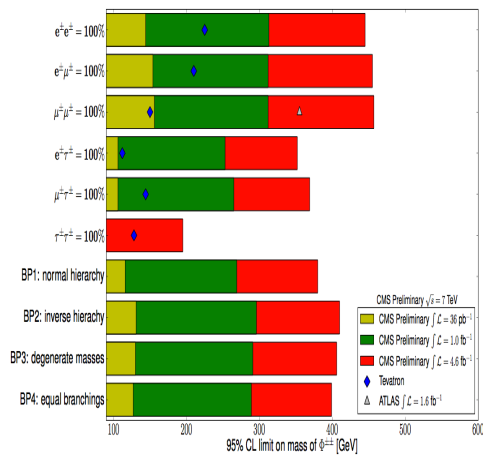 e±e± = 100%
e±μ± = 100%
μ±μ± = 100%
e±τ± = 100%
μ±τ± = 100%
τ±τ± = 100%
BP1: normal hierarchy
BP2: inverse hierachy
BP3: degenerate masses
BP4: equal branchings
CMS Preliminary √s = 7 TeV
CMS Preliminary ∫ℒ = 36 pb⁻¹
CMS Preliminary ∫ℒ = 1.0 fb⁻¹
CMS Preliminary ∫ℒ = 4.6 fb⁻¹
Tevatron
ATLAS ∫ℒ = 1.6 fb⁻¹
100 200 300 400 500 600
95% CL limit on mass of Φ±± [GeV]